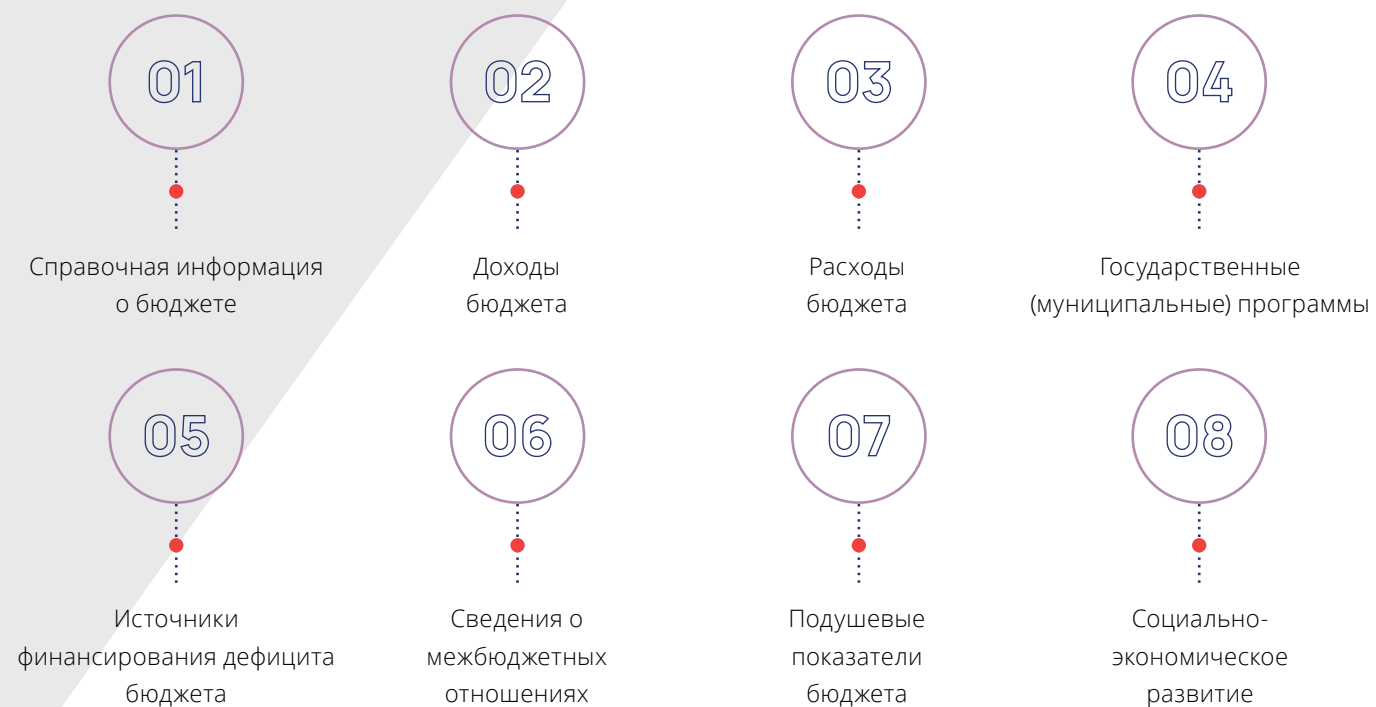 01
Справочная информация
о бюджете
02
Доходы
бюджета
03
Расходы
бюджета
04
Государственные
(муниципальные) программы
05
Источники
финансирования дефицита
бюджета
06
Сведения о
межбюджетных
отношениях
07
Подушевые
показатели
бюджета
08
Социально-
экономическое
развитие